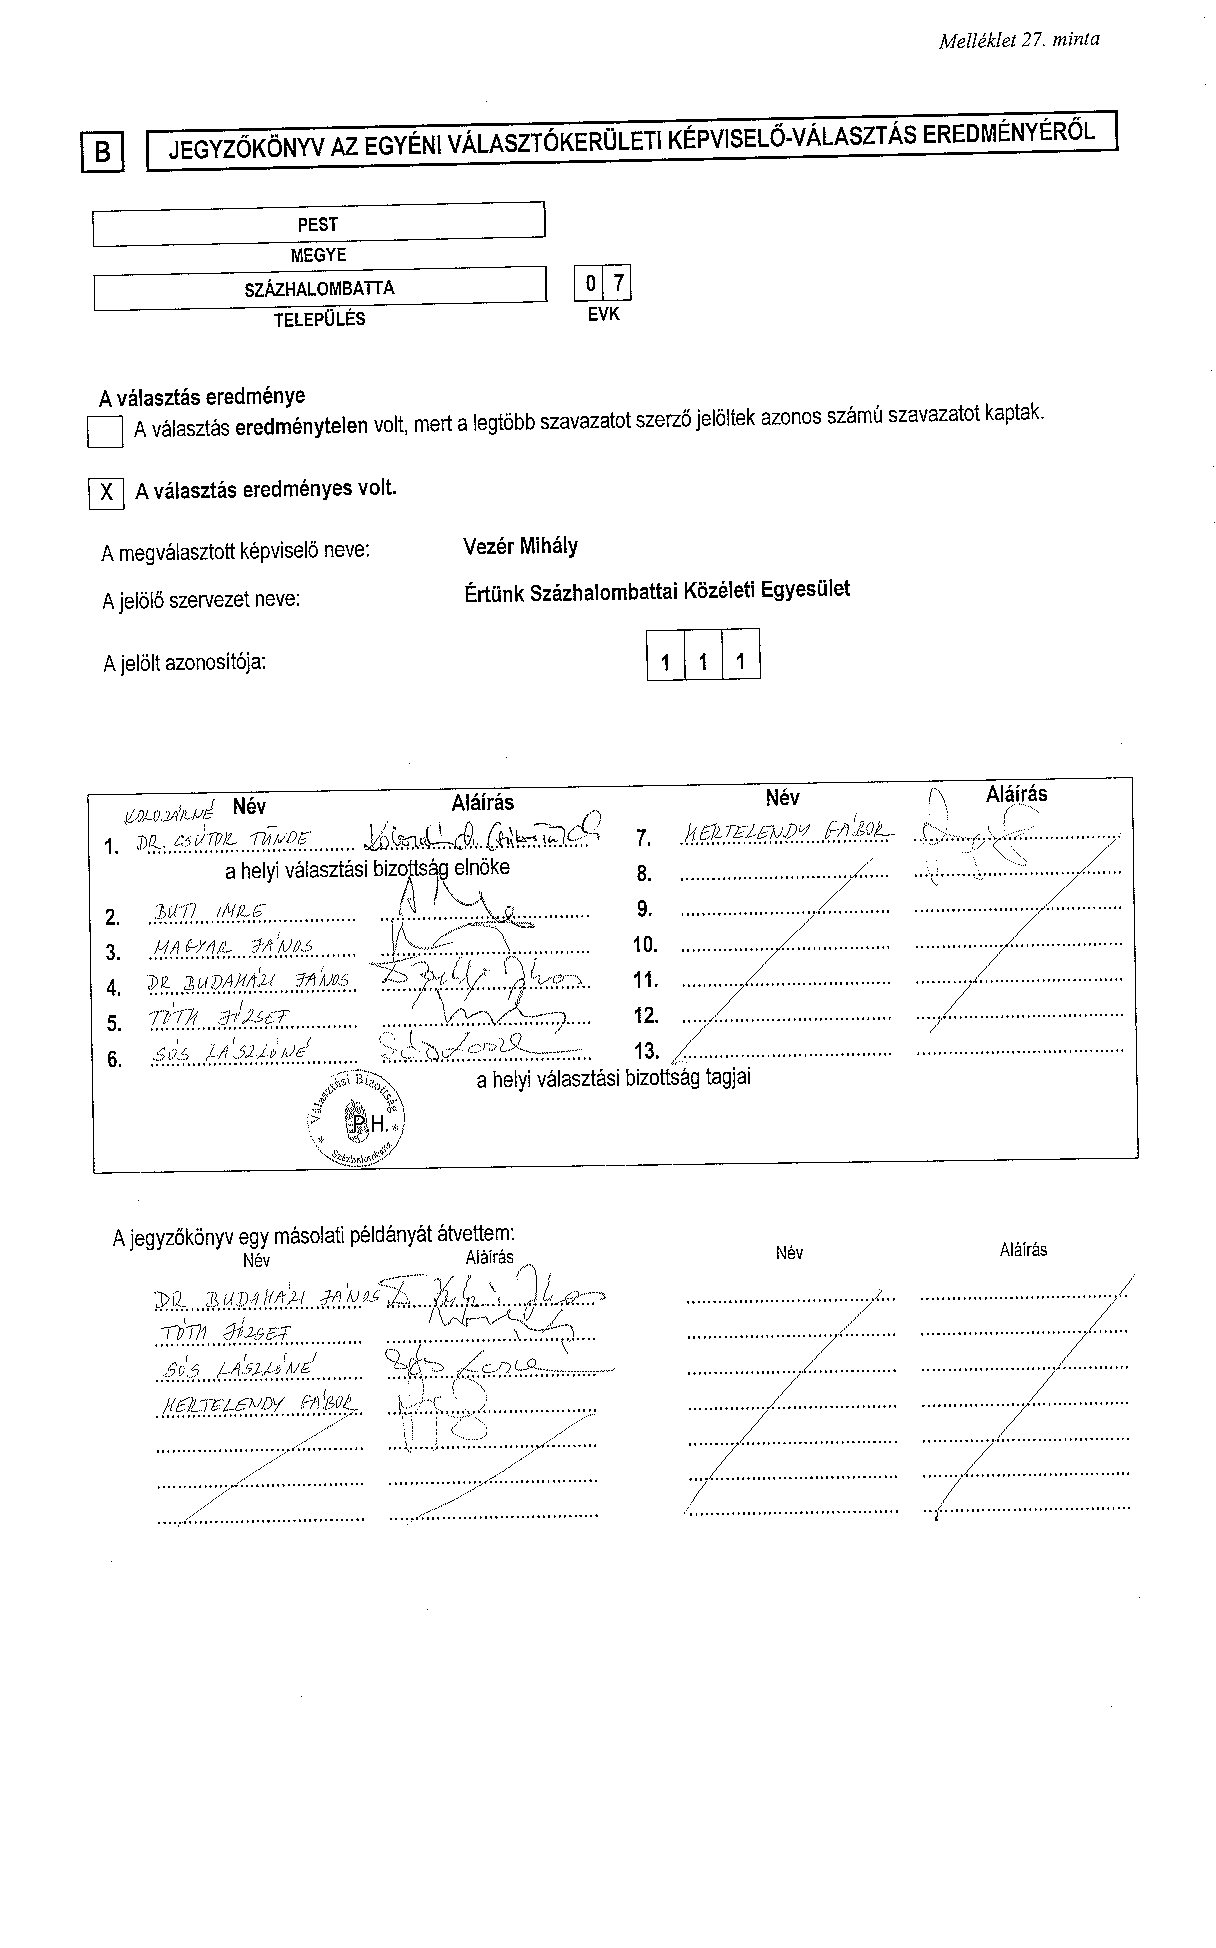 Melléklet 27. minta
B JEGYZŐKÖNYV AZ EGYÉNI VÁLASZTÓKERÜLETI KÉPVISELŐ-VÁLASZTÁS EREDMÉNYÉRŐL
PEST
MEGYE
SZÁZHALOMBATTA 0 7
TELEPÜLÉS EVK
A választás eredménye
A választás eredménytelen volt, mert a legtöbb szavazatot szerző jelöltek azonos számú szavazatot kaptak.
X A választás eredményes volt.
A megválasztott képviselő neve: Vezér Mihály
A jelölő szervezet neve: Értünk Százhalombattai Közéleti Egyesület
A jelölt azonosítója: 1 1 1
Név Aláírás Név Aláírás
1. DR. CSÚTOR TÜNDE 7. HERTELENDY GÁBOR
a helyi választási bizottság elnöke 8.
2. BUTI IMRE 9.
3. MAGYAR JÁNOS 10.
4. DR. BUDAHÁZI JÁNOS 11.
5. TÓTH JÓZSEF 12.
6. SÓS LÁSZLÓNÉ 13.
a helyi választási bizottság tagjai
Választási Bizottság
P.H.
Százhalombatta
A jegyzőkönyv egy másolati példányát átvettem:
Név Aláírás Név Aláírás
DR. BUDAHÁZI JÁNOS
TÓTH JÓZSEF
SÓS LÁSZLÓNÉ
HERTELENDY GÁBOR